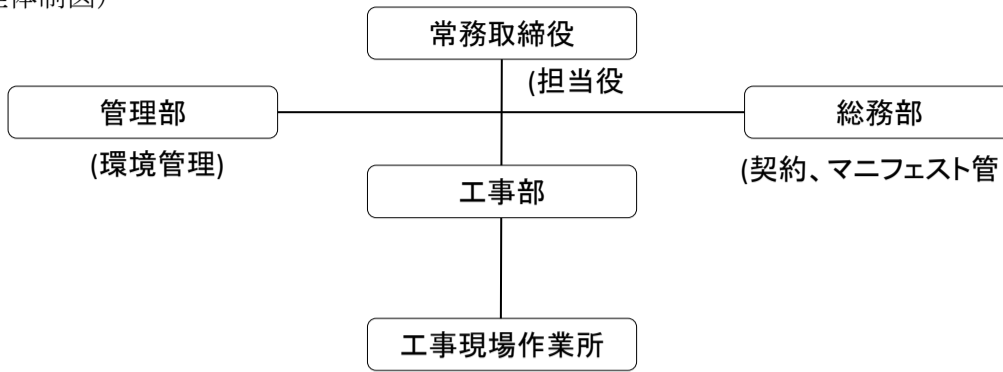 体制図)
常務取締役
(担当役
管理部
総務部
(環境管理)
(契約、マニフェスト管
工事部
工事現場作業所